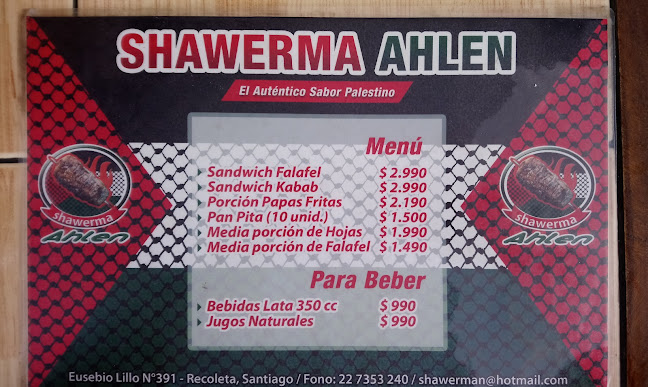 SHAWERMA AHLEN
El Auténtico Sabor Palestino
Menú
Sandwich Falafel $ 2.990
Sandwich Kabab $ 2.990
Porción Papas Fritas $ 2.190
Pan Pita (10 unid.) $ 1.500
Media porción de Hojas $ 1.990
Media porción de Falafel $ 1.490
Para Beber
Bebidas Lata 350 cc $ 990
Jugos Naturales $ 990
shawerma
Ahlen
shawerma
Ahlen
Eusebio Lillo N°391 - Recoleta, Santiago / Fono: 22 7353 240 / shawerman@hotmail.com